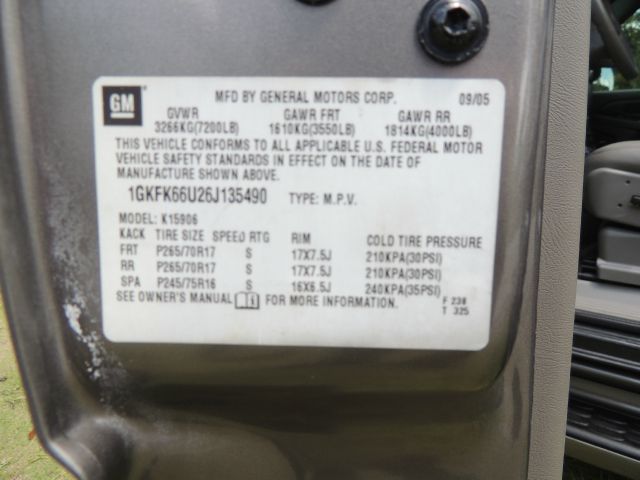 GM MFD BY GENERAL MOTORS CORP. 09/05
GVWR GAWR FRT GAWR RR
3266KG(7200LB) 1610KG(3550LB) 1814KG(4000LB)
THIS VEHICLE CONFORMS TO ALL APPLICABLE U.S. FEDERAL MOTOR
VEHICLE SAFETY STANDARDS IN EFFECT ON THE DATE OF
MANUFACTURE SHOWN ABOVE.
1GKFK66U26J135490 TYPE: M.P.V.
MODEL: K15906
KACK TIRE SIZE SPEED RTG RIM COLD TIRE PRESSURE
FRT P265/70R17 S 17X7.5J 210KPA(30PSI)
RR P265/70R17 S 17X7.5J 210KPA(30PSI)
SPA P245/75R16 S 16X6.5J 240KPA(35PSI)
SEE OWNER'S MANUAL FOR MORE INFORMATION. F 238
T 325